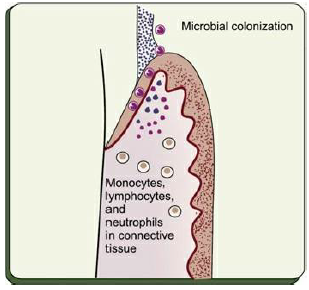 Microbial colonization
Monocytes,
lymphocytes,
and
neutrophils
in connective
tissue